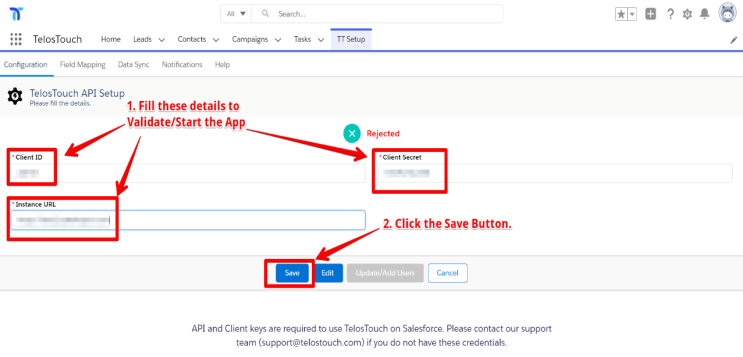 All
Search...
TelosTouch
Home
Leads
Contacts
Campaigns
Tasks
TT Setup
Configuration
Field Mapping
Data Sync
Notifications
Help
TelosTouch API Setup
Please fill the details.
1. Fill these details to
Validate/Start the App
Rejected
* Client ID
* Client Secret
* Instance URL
2. Click the Save Button.
Save
Edit
Update/Add Users
Cancel
API and Client keys are required to use TelosTouch on Salesforce. Please contact our support
team (support@telostouch.com) if you do not have these credentials.